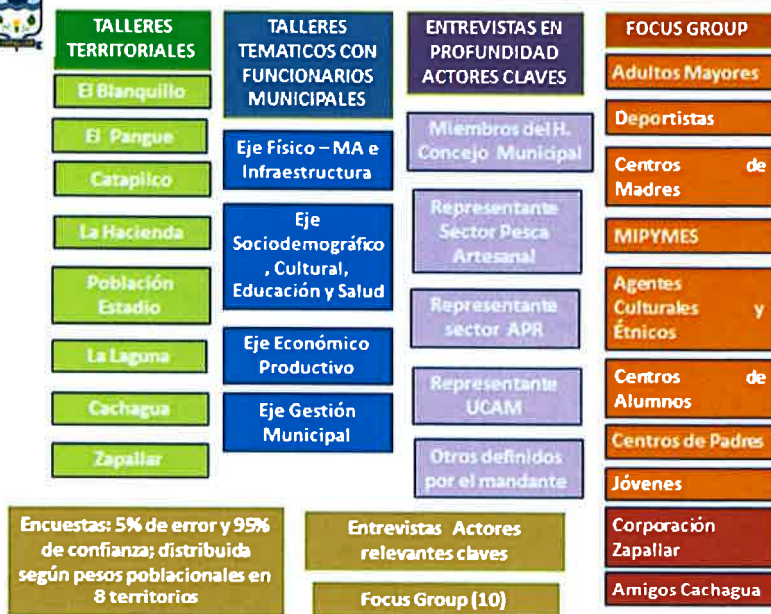 TALLERES
TERRITORIALES
El Blanquillo
El Pangue
Catapilco
La Hacienda
Población
Estadio
La Laguna
Cachagua
Zapallar
TALLERES
TEMATICOS CON
FUNCIONARIOS
MUNICIPALES
Eje Físico – MA e
Infraestructura
Eje
Sociodemográfico
, Cultural,
Educación y Salud
Eje Económico
Productivo
Eje Gestión
Municipal
ENTREVISTAS EN
PROFUNDIDAD
ACTORES CLAVES
Miembros del H.
Concejo Municipal
Representante
Sector Pesca
Artesanal
Representante
sector APR
Representante
UCAM
Otros definidos
por el mandante
FOCUS GROUP
Adultos Mayores
Deportistas
Centros de
Madres
MIPYMES
Agentes
Culturales y
Étnicos
Centros de
Alumnos
Centros de Padres
Jóvenes
Corporación
Zapallar
Amigos Cachagua
Encuestas: 5% de error y 95%
de confianza; distribuida
según pesos poblacionales en
8 territorios
Entrevistas Actores
relevantes claves
Focus Group (10)